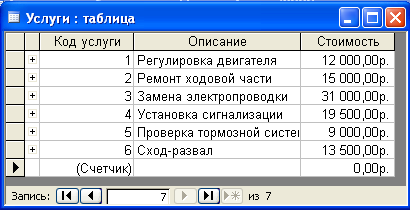 Услуги : таблица
Код услуги Описание Стоимость
+ 1 Регулировка двигателя 12 000,00р.
+ 2 Ремонт ходовой части 15 000,00р.
+ 3 Замена электропроводки 31 000,00р.
+ 4 Установка сигнализации 19 500,00р.
+ 5 Проверка тормозной систем 9 000,00р.
+ 6 Сход-развал 13 500,00р.
(Счетчик) 0,00р.
Запись: 7 из 7